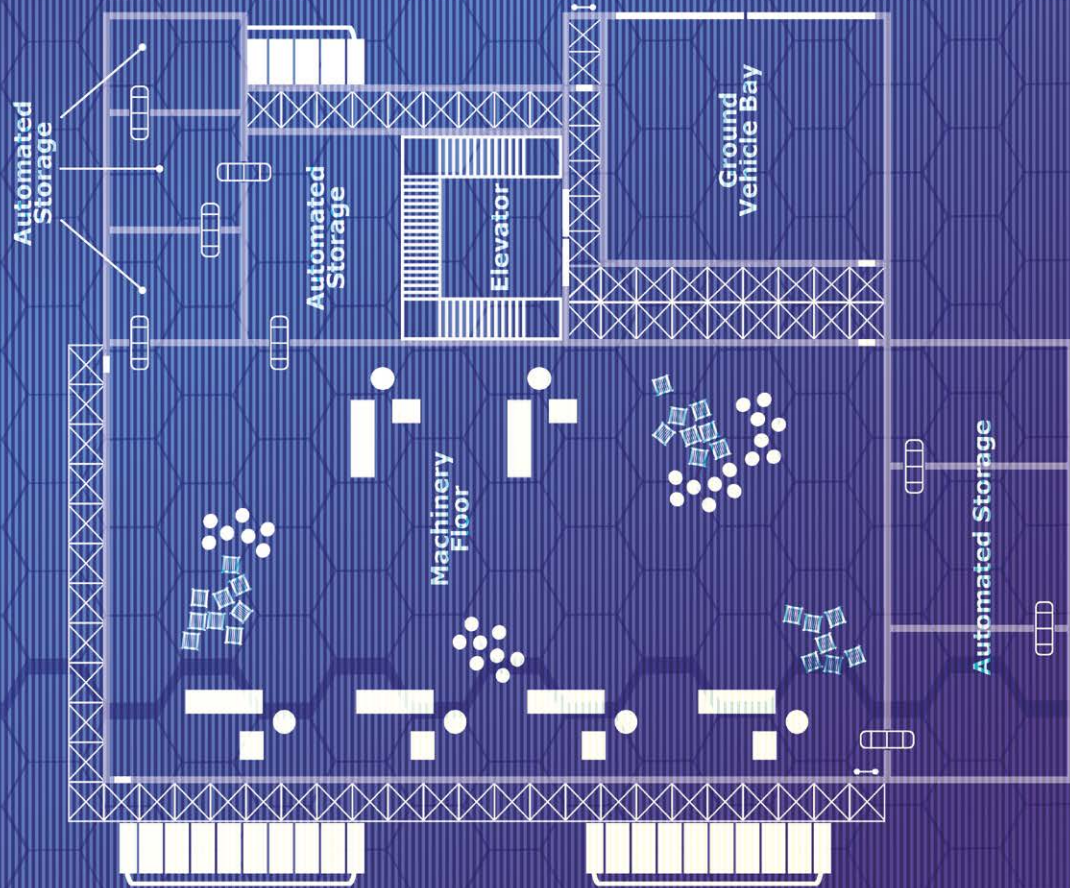 Automated
Storage
Automated
Storage
Elevator
Ground
Vehicle Bay
Machinery
Floor
Automated Storage